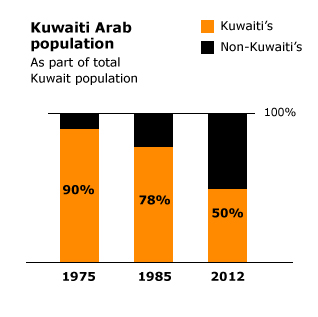 Kuwaiti Arab
population
As part of total
Kuwait population
Kuwaiti's
Non-Kuwaiti's
100%
90%
78%
50%
1975
1985
2012